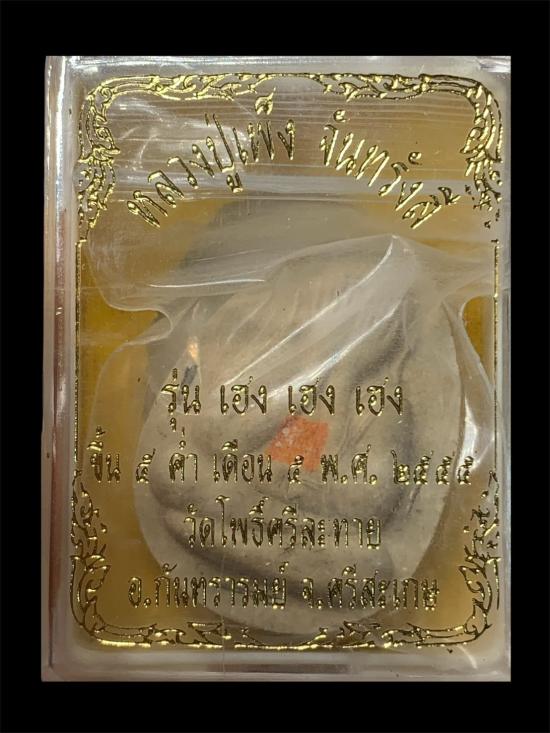 หลวงปู่เพ็ง จันทรังสี
รุ่น เฮง เฮง เฮง
ขึ้น ๕ ค่ำ เดือน ๕ พ.ศ. ๒๕๕๕
วัดโพธิ์ศรีละทาย
อ.กันทรารมย์ จ.ศรีสะเกษ